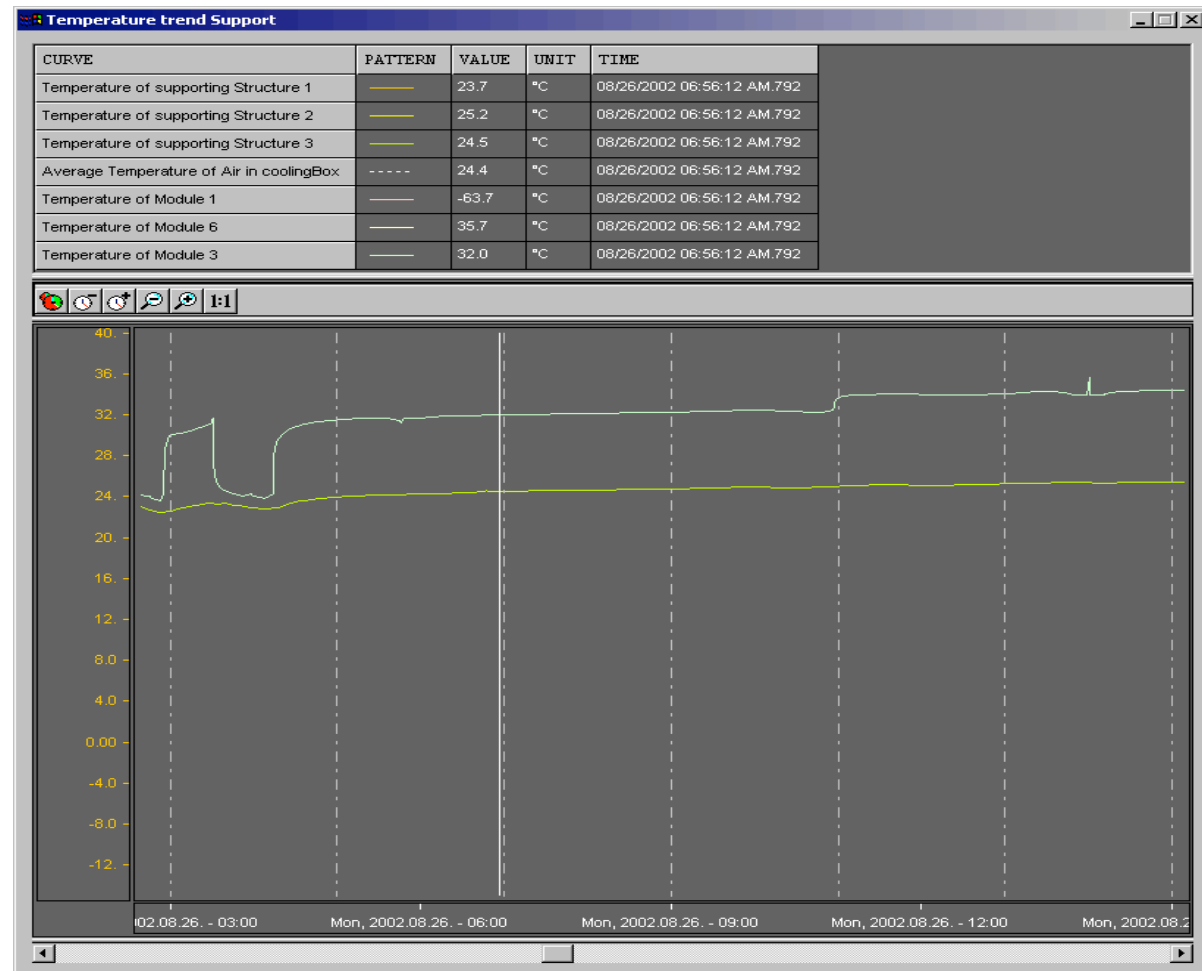 Temperature trend Support
CURVE PATTERN VALUE UNIT TIME
Temperature of supporting Structure 1 23.7 °C 08/26/2002 06:56:12 AM.792
Temperature of supporting Structure 2 25.2 °C 08/26/2002 06:56:12 AM.792
Temperature of supporting Structure 3 24.5 °C 08/26/2002 06:56:12 AM.792
Average Temperature of Air in coolingBox 24.4 °C 08/26/2002 06:56:12 AM.792
Temperature of Module 1 -63.7 °C 08/26/2002 06:56:12 AM.792
Temperature of Module 6 35.7 °C 08/26/2002 06:56:12 AM.792
Temperature of Module 3 32.0 °C 08/26/2002 06:56:12 AM.792
1:1
40.
36.
32.
28.
24.
20.
16.
12.
8.0
4.0
0.00
-4.0
-8.0
-12.
002.08.26. - 03:00 Mon, 2002.08.26. - 06:00 Mon, 2002.08.26. - 09:00 Mon, 2002.08.26. - 12:00 Mon, 2002.08.2